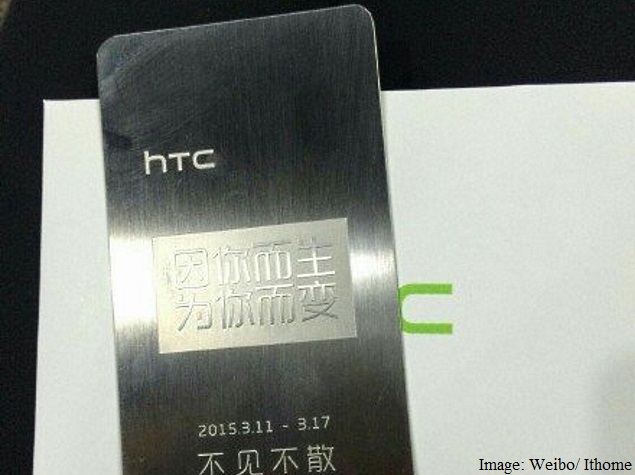 hTC
因你而生
为你而变
2015.3.11 - 3.17
不见不散
C
Image: Weibo/ Ithome